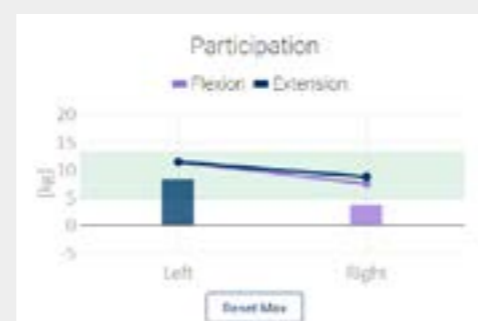 Participation
Flexion Extension
20
15
10
5
0
-5
[kg]
Left Right
Reset Max